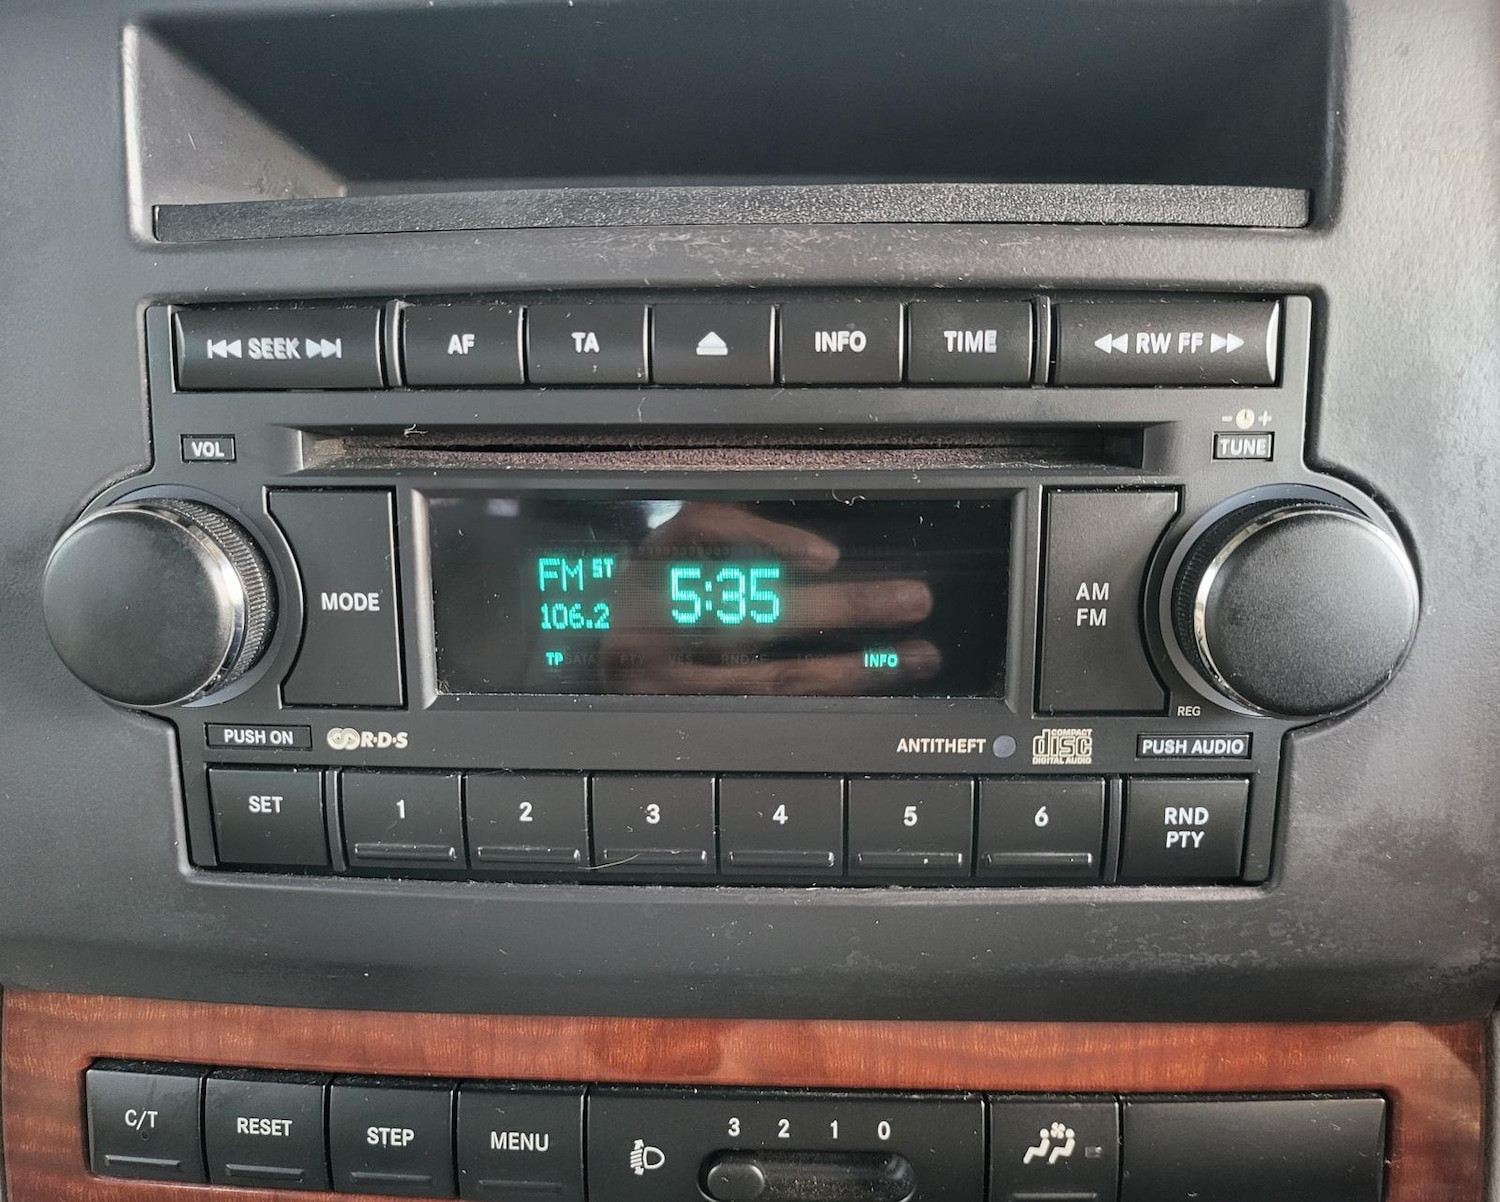 SEEK AF TA INFO TIME RW FF
- +
VOL TUNE
FM ST 5:35
106.2
TP INFO
MODE
AM
FM
REG
PUSH ON R·D·S ANTITHEFT COMPACT disc DIGITAL AUDIO PUSH AUDIO
SET 1 2 3 4 5 6 RND
PTY
C/T RESET STEP MENU 3 2 1 0